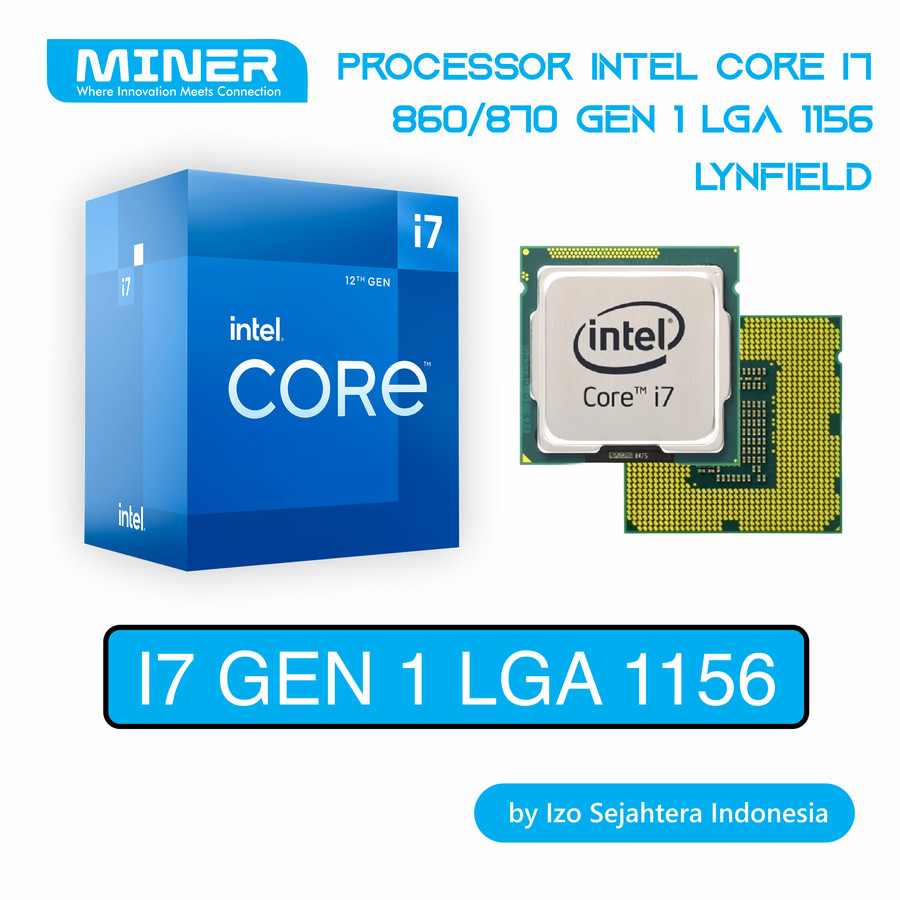 MINER
Where Innovation Meets Connection
PROCESSOR INTEL CORE I7
860/870 GEN 1 LGA 1156
LYNFIELD
i7
i7
12TH GEN
intel.
CORE™
intel.
intel®
Core™ i7
I7 GEN 1 LGA 1156
by Izo Sejahtera Indonesia